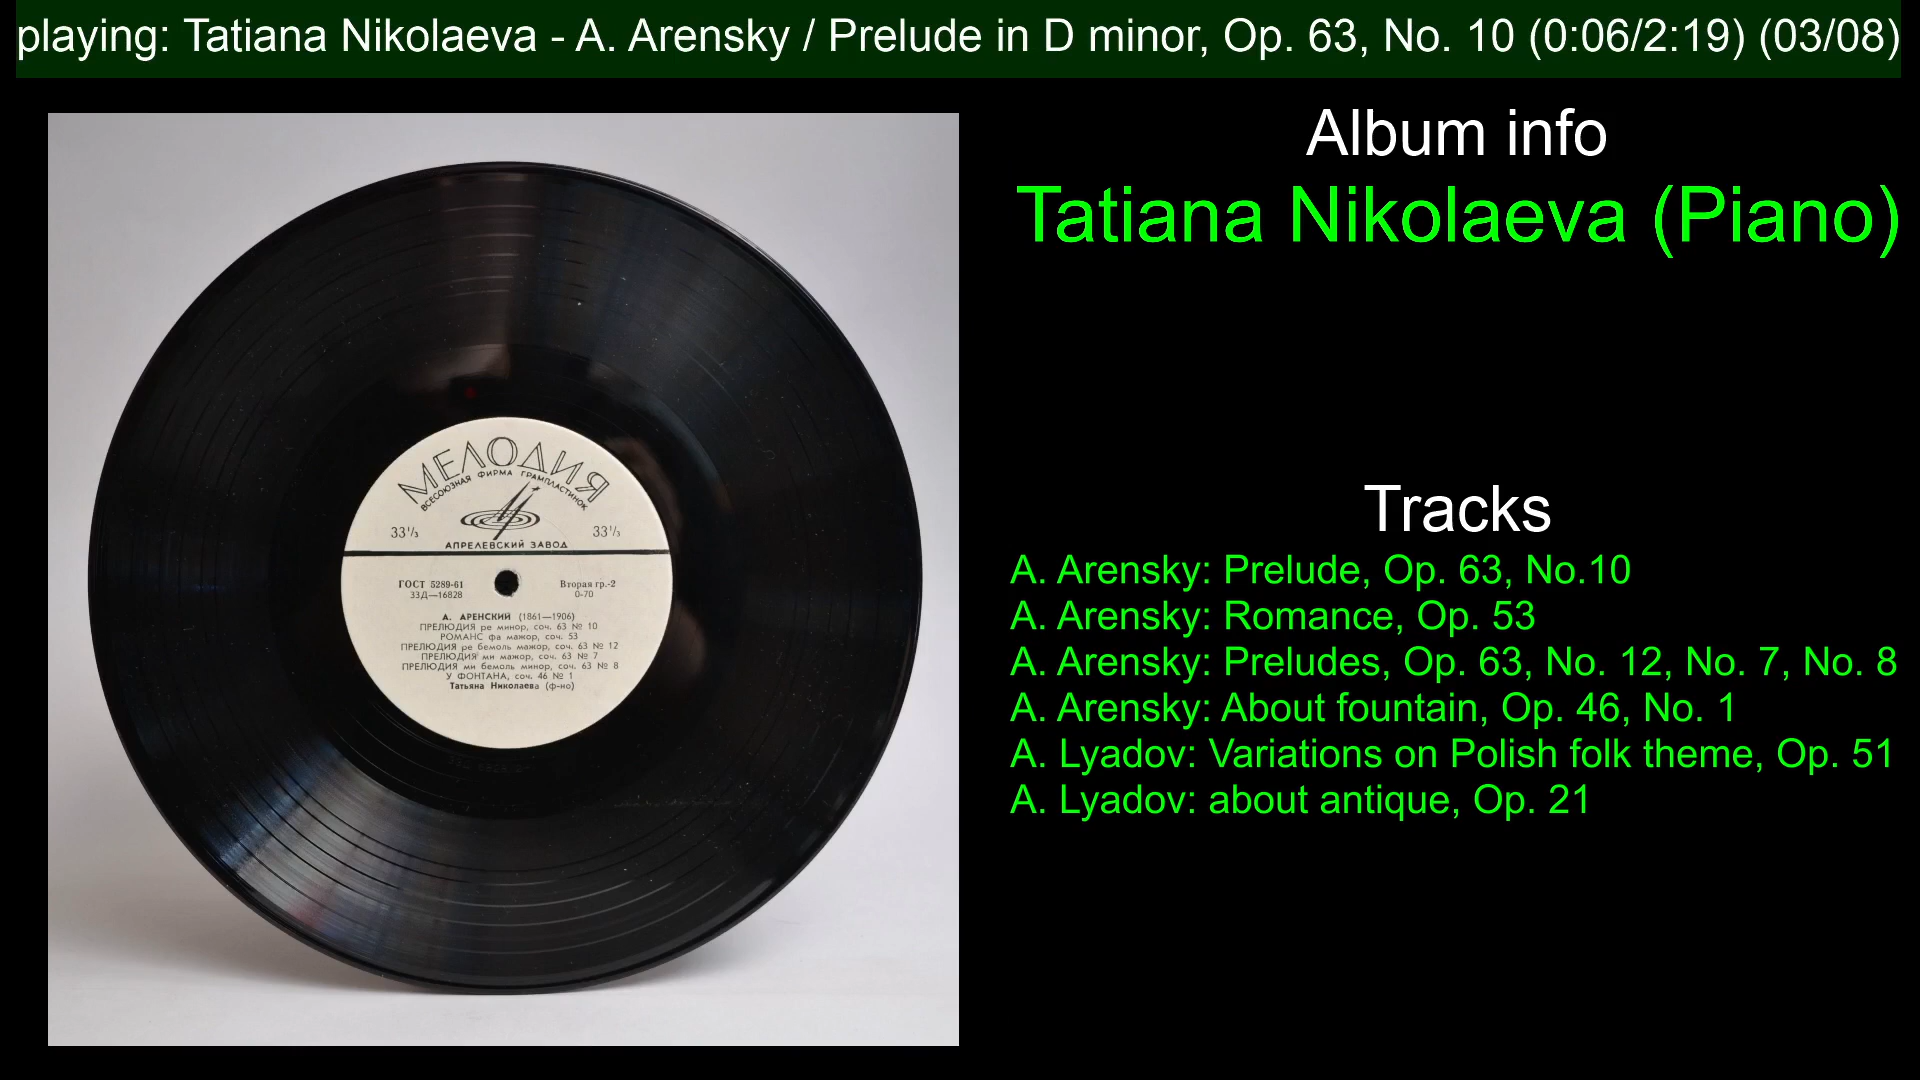 playing: Tatiana Nikolaeva - A. Arensky / Prelude in D minor, Op. 63, No. 10 (0:06/2:19) (03/08)
Album info
Tatiana Nikolaeva (Piano)
Tracks
A. Arensky: Prelude, Op. 63, No.10
A. Arensky: Romance, Op. 53
A. Arensky: Preludes, Op. 63, No. 12, No. 7, No. 8
A. Arensky: About fountain, Op. 46, No. 1
A. Lyadov: Variations on Polish folk theme, Op. 51
A. Lyadov: about antique, Op. 21
МЕЛОДИЯ
ВСЕСОЮЗНАЯ ФИРМА ГРАМПЛАСТИНОК
33⅓ 33⅓
АПРЕЛЕВСКИЙ ЗАВОД
ГОСТ 5289-61 Вторая гр.-2
33Д—16828 0-70
А. АРЕНСКИЙ (1861—1906)
ПРЕЛЮДИЯ ре минор, соч. 63 № 10
РОМАНС фа мажор, соч. 53
ПРЕЛЮДИЯ ре бемоль мажор, соч. 63 № 12
ПРЕЛЮДИЯ ми мажор, соч. 63 № 7
ПРЕЛЮДИЯ ми бемоль минор, соч. 63 № 8
У ФОНТАНА, соч. 46 № 1
Татьяна Николаева (ф-но)